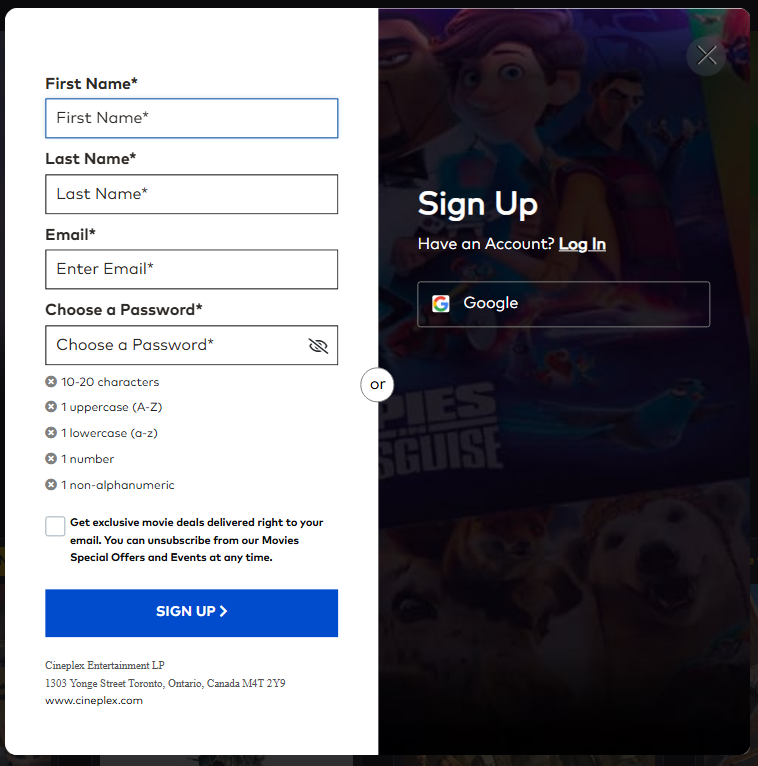 First Name*
First Name*
Last Name*
Last Name*
Email*
Enter Email*
Choose a Password*
Choose a Password*
10-20 characters
1 uppercase (A-Z)
1 lowercase (a-z)
1 number
1 non-alphanumeric
Get exclusive movie deals delivered right to your
email. You can unsubscribe from our Movies
Special Offers and Events at any time.
SIGN UP
Cineplex Entertainment LP
1303 Yonge Street Toronto, Ontario, Canada M4T 2Y9
www.cineplex.com
or
Sign Up
Have an Account? Log In
Google
PIES
SGUISE